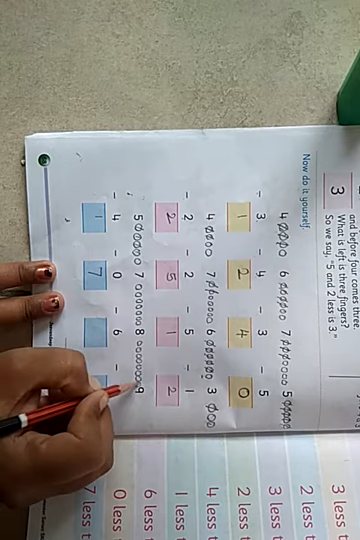 and before four comes three.
What is left is three fingers?
3 So we say, "5 and 2 less is 3."
Now do it yourself.
4 6 7 5
- 3 - 4 - 3 - 5
1 2 4 0
4 7 6 3
- 2 - 2 - 5 - 1
2 5 1 2
5 7 8 9
- 4 - 0 - 6 -
1 7
3 less t
2 less t
3 less t
2 less t
4 less t
1 less t
6 less t
0 less t
7 less t